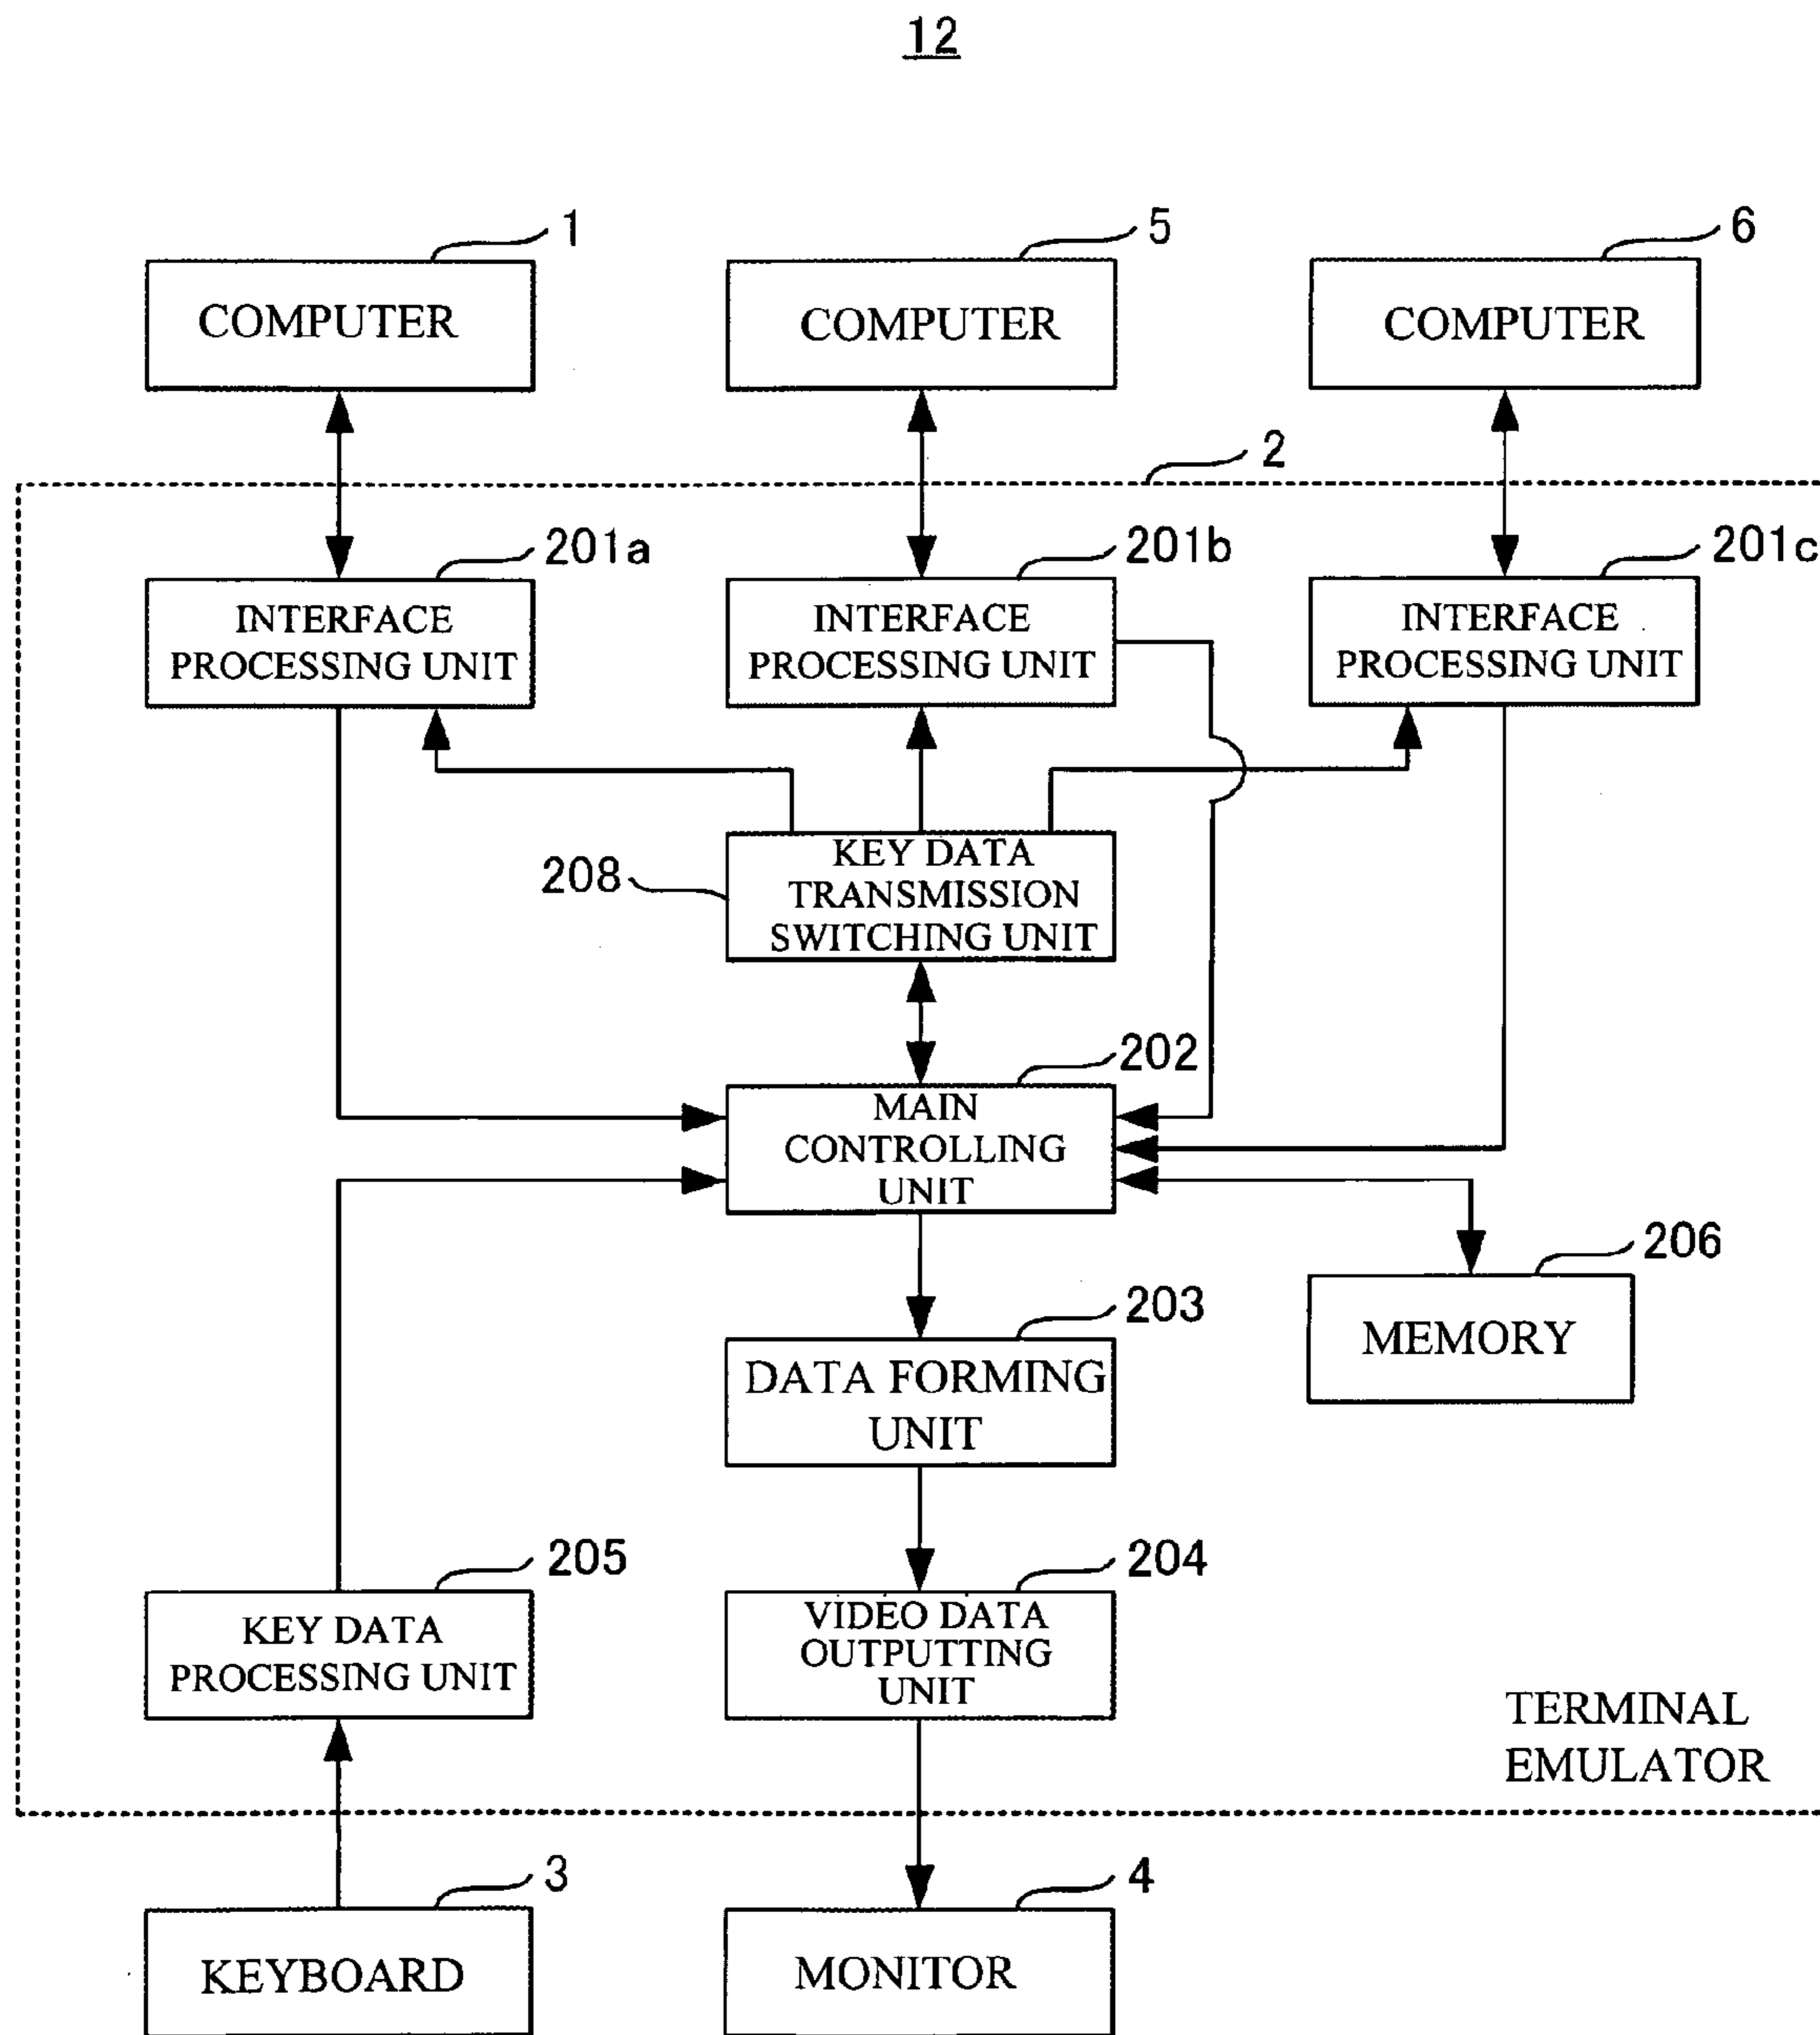 12
1
5
6
COMPUTER
COMPUTER
COMPUTER
2
201a
201b
201c
INTERFACE
PROCESSING UNIT
INTERFACE
PROCESSING UNIT
INTERFACE
PROCESSING UNIT
208
KEY DATA
TRANSMISSION
SWITCHING UNIT
202
MAIN
CONTROLLING
UNIT
206
MEMORY
203
DATA FORMING
UNIT
205
KEY DATA
PROCESSING UNIT
204
VIDEO DATA
OUTPUTTING
UNIT
TERMINAL
EMULATOR
3
KEYBOARD
4
MONITOR